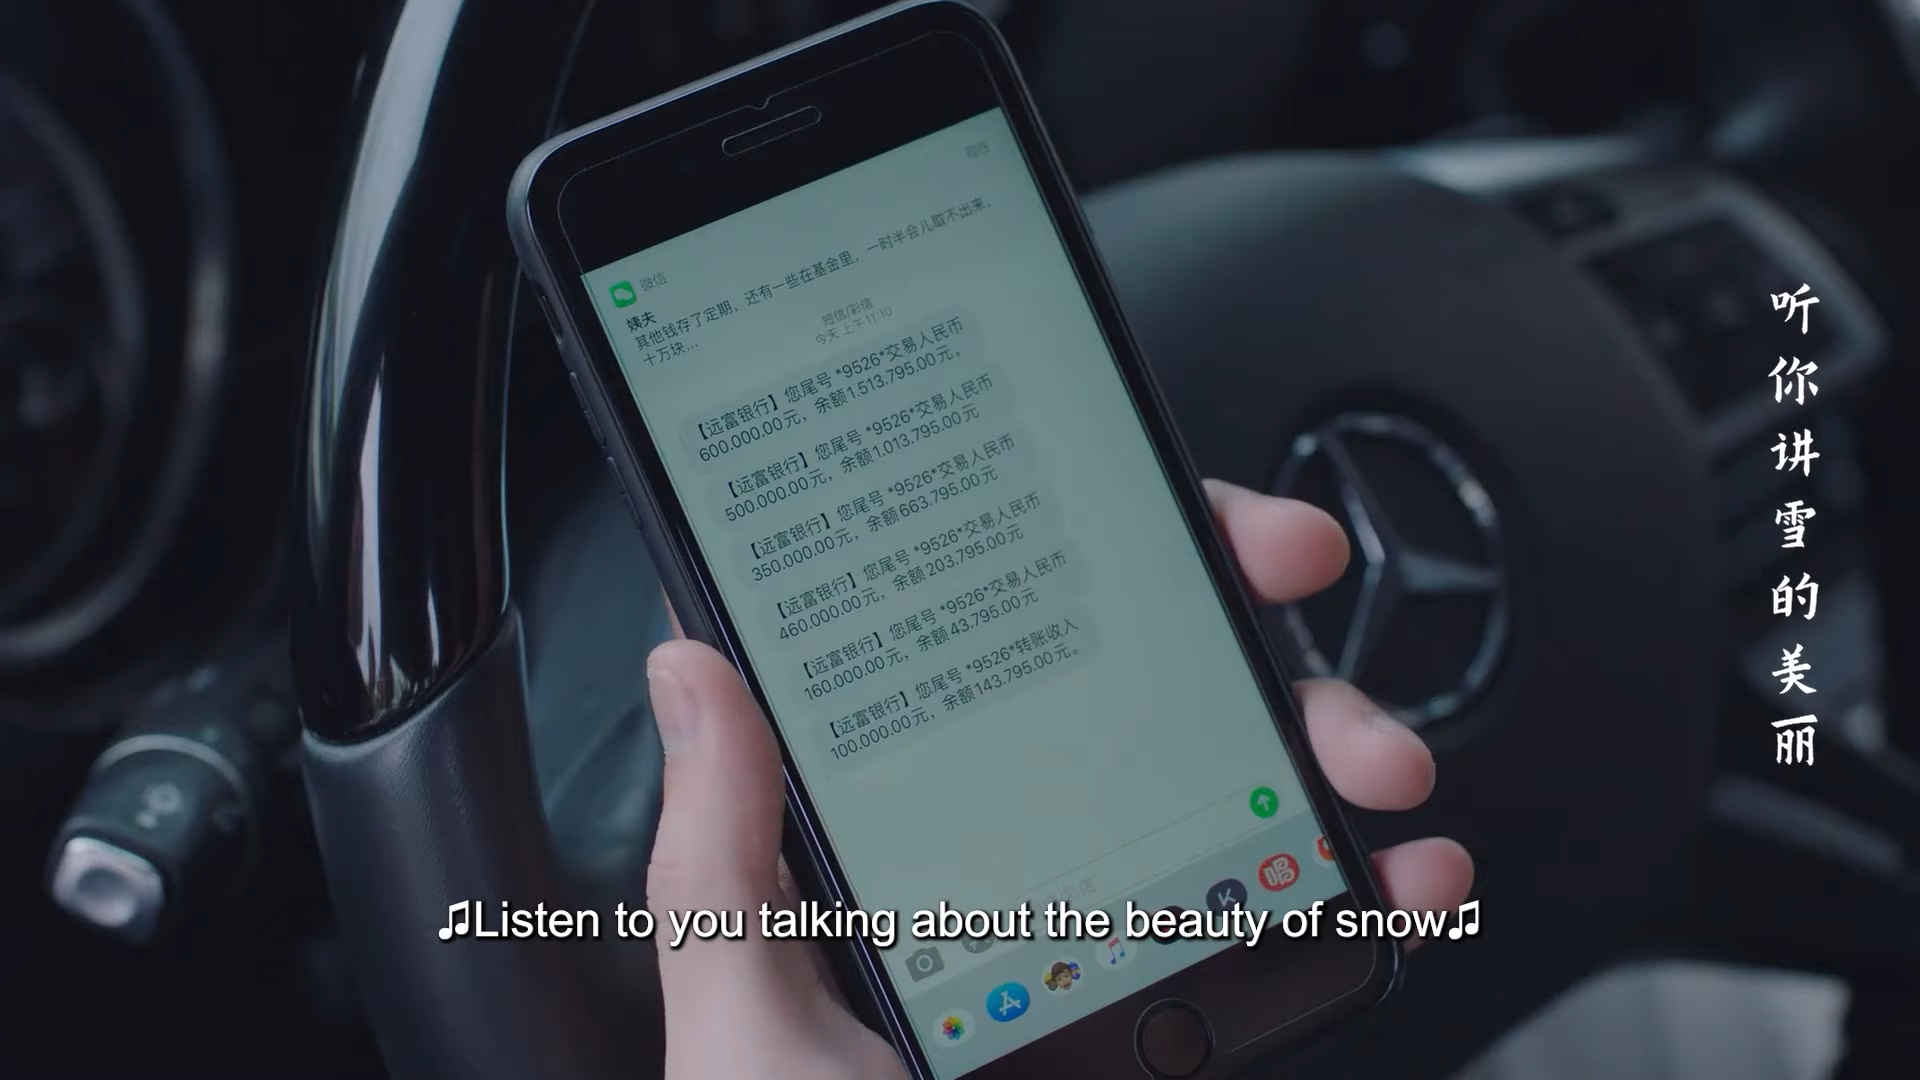 微信
现在
姨夫
其他钱存了定期，还有一些在基金里，一时半会儿取不出来。
十万块...
短信/彩信
今天 上午11:10
【远富银行】您尾号 *9526*交易人民币
600.000.00元，余额1.513.795.00元。
【远富银行】您尾号 *9526*交易人民币
500.000.00元，余额1.013.795.00元
【远富银行】您尾号 *9526*交易人民币
350.000.00元，余额663.795.00元
【远富银行】您尾号 *9526*交易人民币
460.000.00元，余额203.795.00元
【远富银行】您尾号 *9526*交易人民币
160.000.00元，余额43.795.00元
【远富银行】您尾号 *9526*转账收入
100.000.00元，余额143.795.00元。
K
唱
听你讲雪的美丽
♫Listen to you talking about the beauty of snow♫